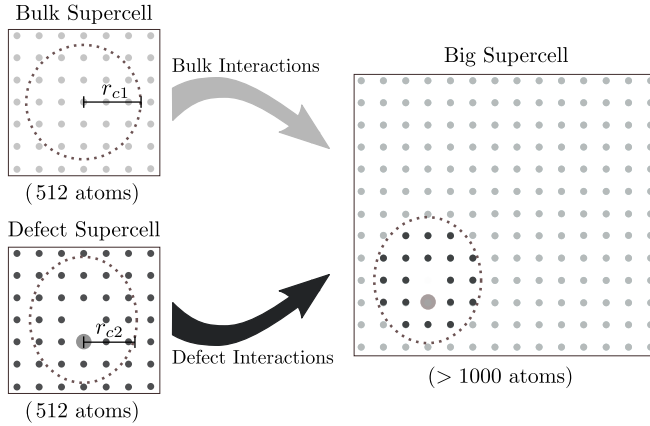 Bulk Supercell
r_{c1}
(512 atoms)
Bulk Interactions
Big Supercell
(> 1000 atoms)
Defect Supercell
r_{c2}
(512 atoms)
Defect Interactions